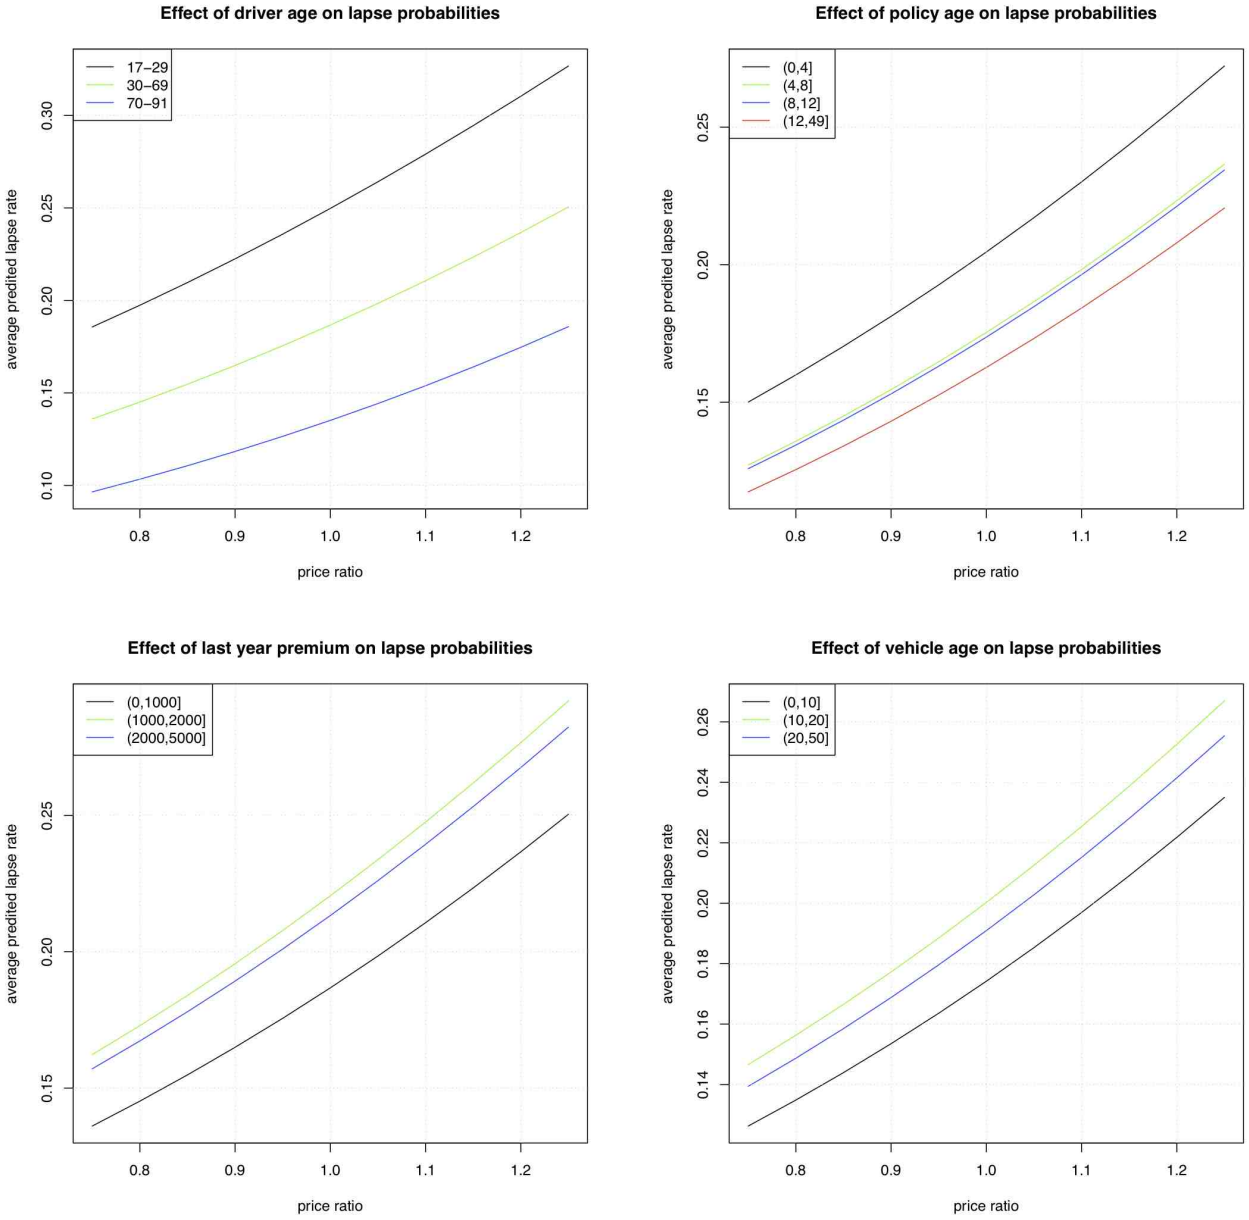 Effect of driver age on lapse probabilities
17−29
30−69
70−91
average predited lapse rate
0.30
0.25
0.20
0.15
0.10
0.8 0.9 1.0 1.1 1.2
price ratio
Effect of policy age on lapse probabilities
(0,4]
(4,8]
(8,12]
(12,49]
average predited lapse rate
0.25
0.20
0.15
0.8 0.9 1.0 1.1 1.2
price ratio
Effect of last year premium on lapse probabilities
(0,1000]
(1000,2000]
(2000,5000]
average predited lapse rate
0.25
0.20
0.15
0.8 0.9 1.0 1.1 1.2
price ratio
Effect of vehicle age on lapse probabilities
(0,10]
(10,20]
(20,50]
average predited lapse rate
0.26
0.24
0.22
0.20
0.18
0.16
0.14
0.8 0.9 1.0 1.1 1.2
price ratio